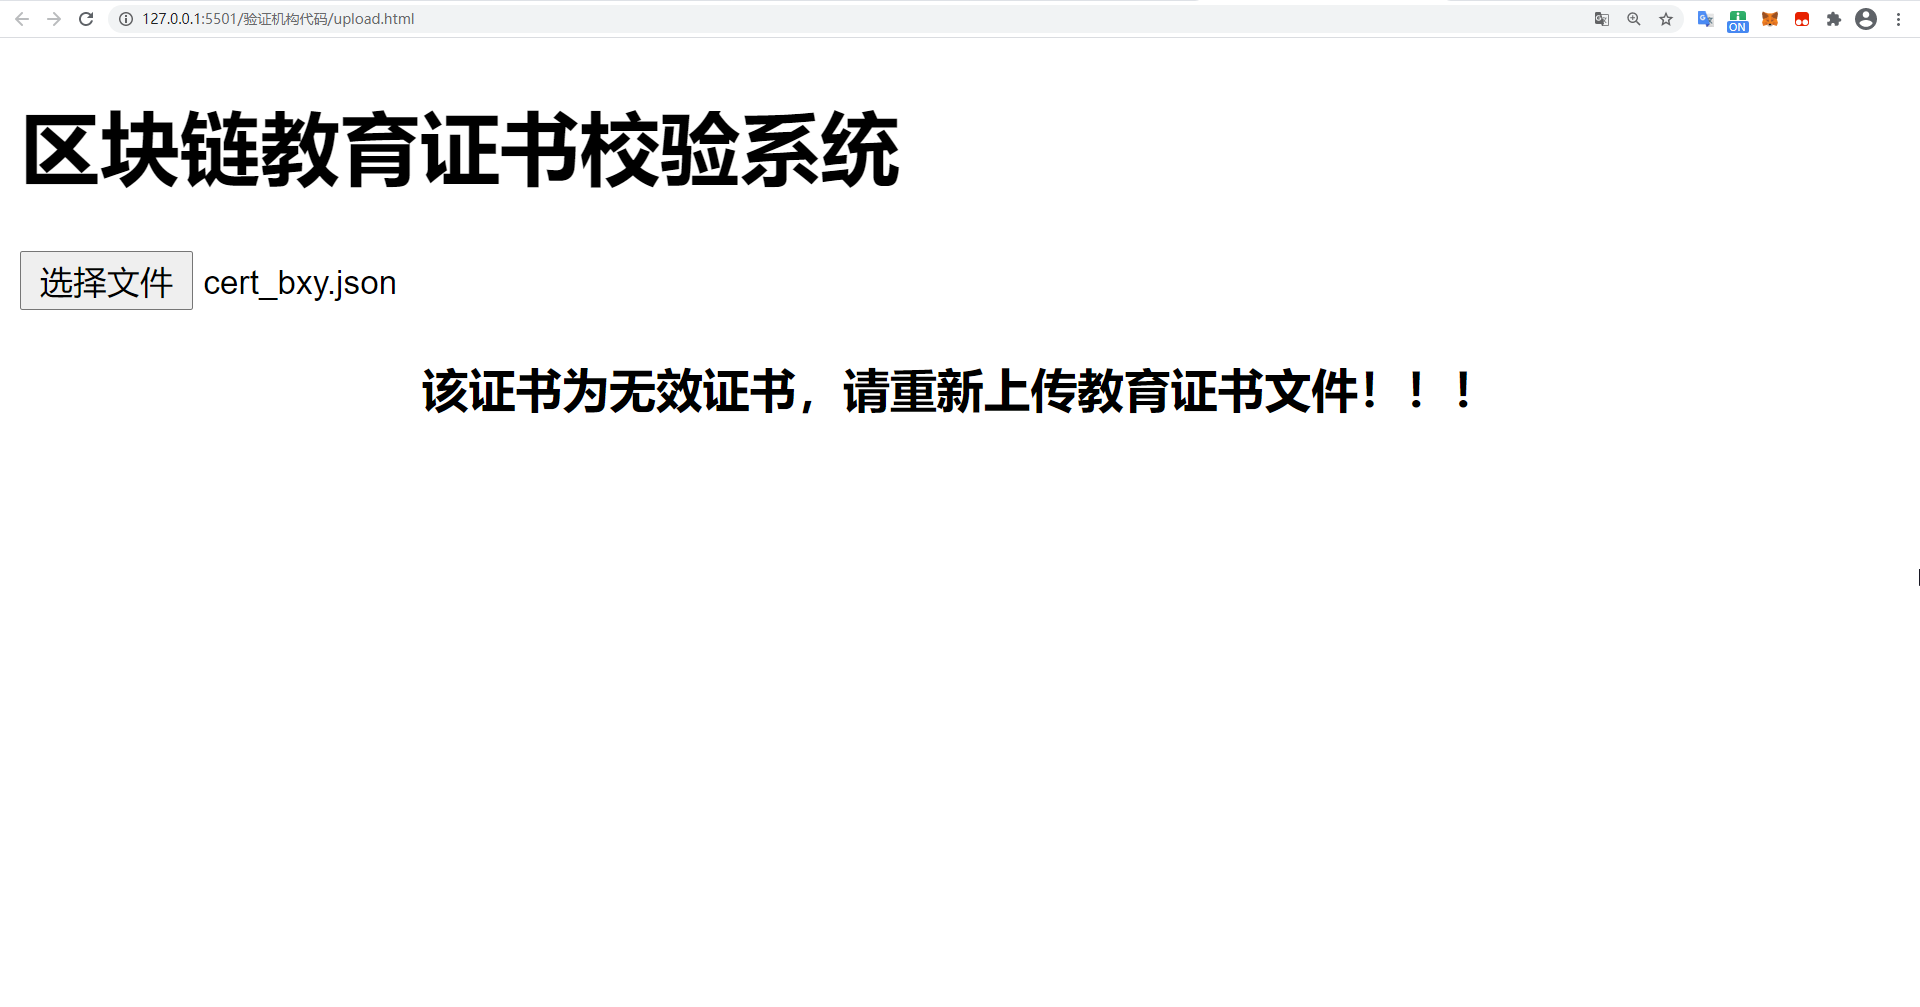 127.0.0.1:5501/验证机构代码/upload.html
ON
区块链教育证书校验系统
选择文件 cert_bxy.json
该证书为无效证书，请重新上传教育证书文件！！！